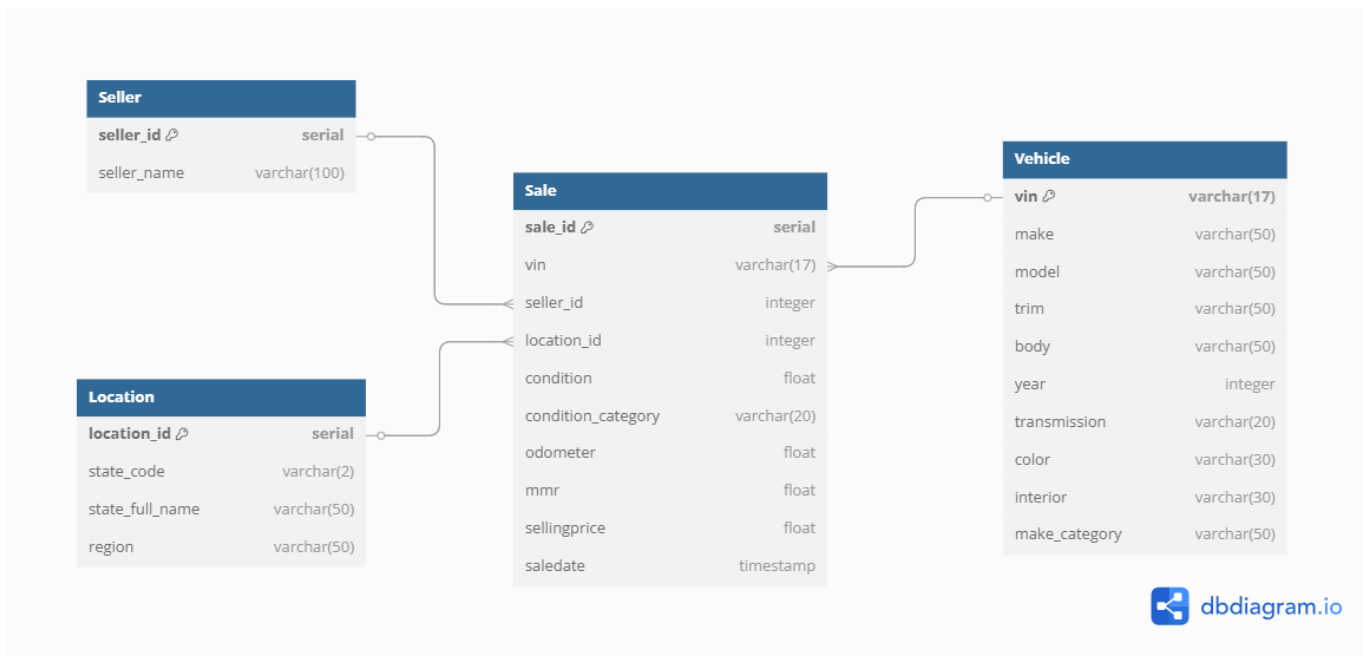 Seller
seller_id serial
seller_name varchar(100)
Location
location_id serial
state_code varchar(2)
state_full_name varchar(50)
region varchar(50)
Sale
sale_id serial
vin varchar(17)
seller_id integer
location_id integer
condition float
condition_category varchar(20)
odometer float
mmr float
sellingprice float
saledate timestamp
Vehicle
vin varchar(17)
make varchar(50)
model varchar(50)
trim varchar(50)
body varchar(50)
year integer
transmission varchar(20)
color varchar(30)
interior varchar(30)
make_category varchar(50)
dbdiagram.io